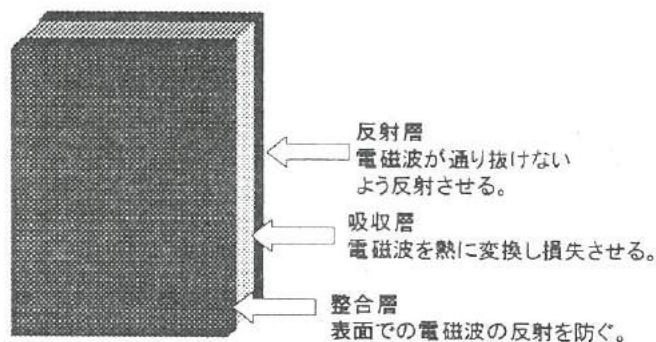 反射層
電磁波が通り抜けない
よう反射させる。
吸収層
電磁波を熱に変換し損失させる。
整合層
表面での電磁波の反射を防ぐ。